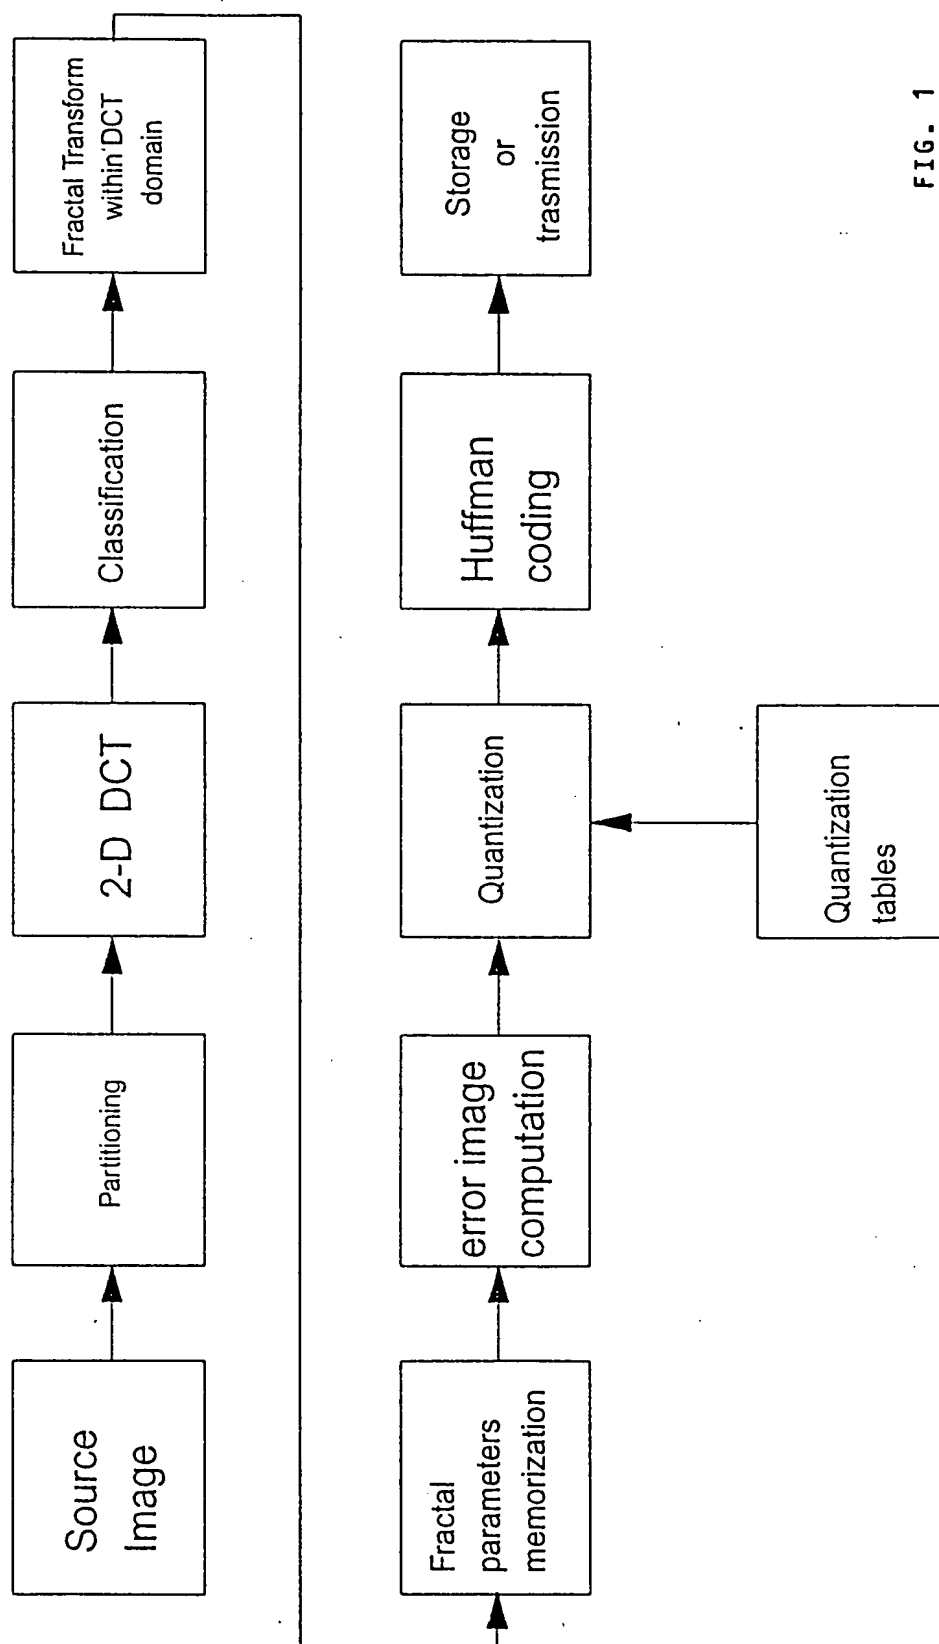 Source
Image
Partitioning
2-D DCT
Classification
Fractal Transform
within DCT
domain
Fractal
parameters
memorization
error image
computation
Quantization
Huffman
coding
Storage
or
trasmission
Quantization
tables
FIG. 1